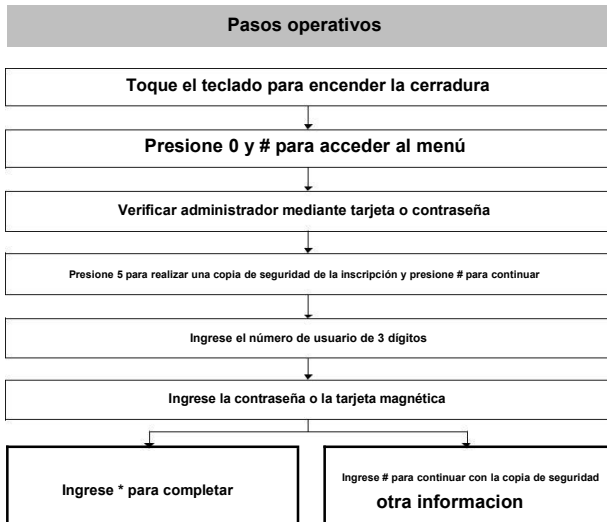 Pasos operativos
Toque el teclado para encender la cerradura
Presione 0 y # para acceder al menú
Verificar administrador mediante tarjeta o contraseña
Presione 5 para realizar una copia de seguridad de la inscripción y presione # para continuar
Ingrese el número de usuario de 3 dígitos
Ingrese la contraseña o la tarjeta magnética
Ingrese * para completar
Ingrese # para continuar con la copia de seguridad
otra informacion